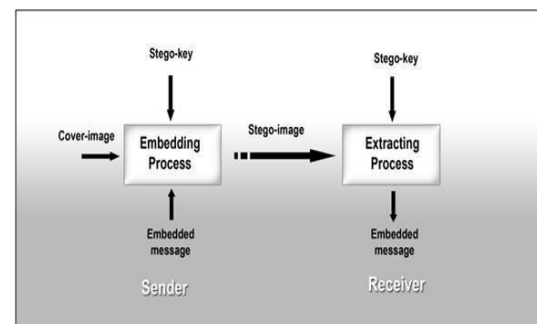 Stego-key
Stego-key
Cover-image
Embedding
Process
Stego-image
Extracting
Process
Embedded
message
Embedded
message
Sender
Receiver